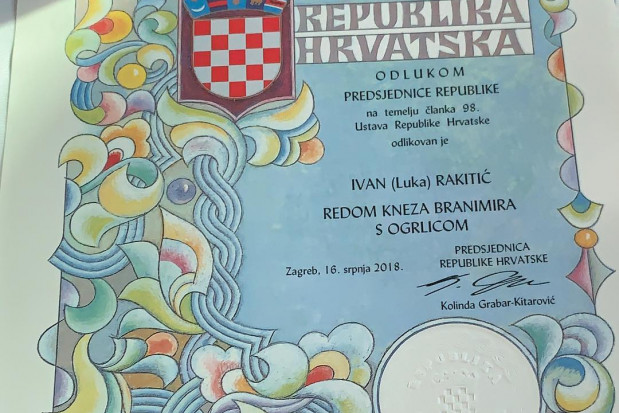 REPUBLIKA
HRVATSKA
ODLUKOM
PREDSJEDNICE REPUBLIKE
na temelju članka 98.
Ustava Republike Hrvatske
odlikovan je
IVAN (Luka) RAKITIĆ
REDOM KNEZA BRANIMIRA
S OGRLICOM
Zagreb, 16. srpnja 2018.
PREDSJEDNICA
REPUBLIKE HRVATSKE
Kolinda Grabar-Kitarović
REPUBLIKA